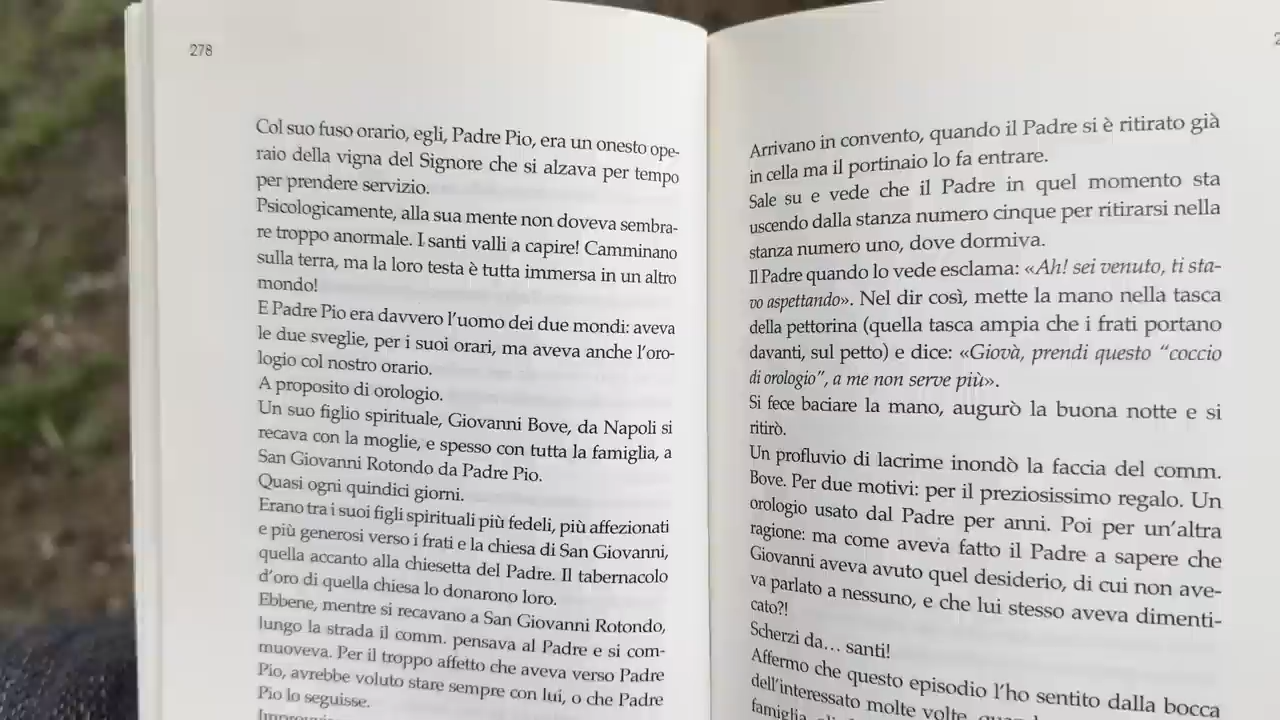 278
Col suo fuso orario, egli, Padre Pio, era un onesto ope-
raio della vigna del Signore che si alzava per tempo
per prendere servizio.
Psicologicamente, alla sua mente non doveva sembra-
re troppo anormale. I santi valli a capire! Camminano
sulla terra, ma la loro testa è tutta immersa in un altro
mondo!
E Padre Pio era davvero l'uomo dei due mondi: aveva
le due sveglie, per i suoi orari, ma aveva anche l'oro-
logio col nostro orario.
A proposito di orologio.
Un suo figlio spirituale, Giovanni Bove, da Napoli si
recava con la moglie, e spesso con tutta la famiglia, a
San Giovanni Rotondo da Padre Pio.
Quasi ogni quindici giorni.
Erano tra i suoi figli spirituali più fedeli, più affezionati
e più generosi verso i frati e la chiesa di San Giovanni,
quella accanto alla chiesetta del Padre. Il tabernacolo
d'oro di quella chiesa lo donarono loro.
Ebbene, mentre si recavano a San Giovanni Rotondo,
lungo la strada il comm. pensava al Padre e si com-
muoveva. Per il troppo affetto che aveva verso Padre
Pio, avrebbe voluto stare sempre con lui, o che Padre
Pio lo seguisse.
Arrivano in convento, quando il Padre si è ritirato già
in cella ma il portinaio lo fa entrare.
Sale su e vede che il Padre in quel momento sta
uscendo dalla stanza numero cinque per ritirarsi nella
stanza numero uno, dove dormiva.
Il Padre quando lo vede esclama: «Ah! sei venuto, ti sta-
vo aspettando». Nel dir così, mette la mano nella tasca
della pettorina (quella tasca ampia che i frati portano
davanti, sul petto) e dice: «Giovà, prendi questo "coccio
di orologio", a me non serve più».
Si fece baciare la mano, augurò la buona notte e si
ritirò.
Un profluvio di lacrime inondò la faccia del comm.
Bove. Per due motivi: per il preziosissimo regalo. Un
orologio usato dal Padre per anni. Poi per un'altra
ragione: ma come aveva fatto il Padre a sapere che
Giovanni aveva avuto quel desiderio, di cui non ave-
va parlato a nessuno, e che lui stesso aveva dimenti-
cato?!
Scherzi da... santi!
Affermo che questo episodio l'ho sentito dalla bocca
dell'interessato molte volte,